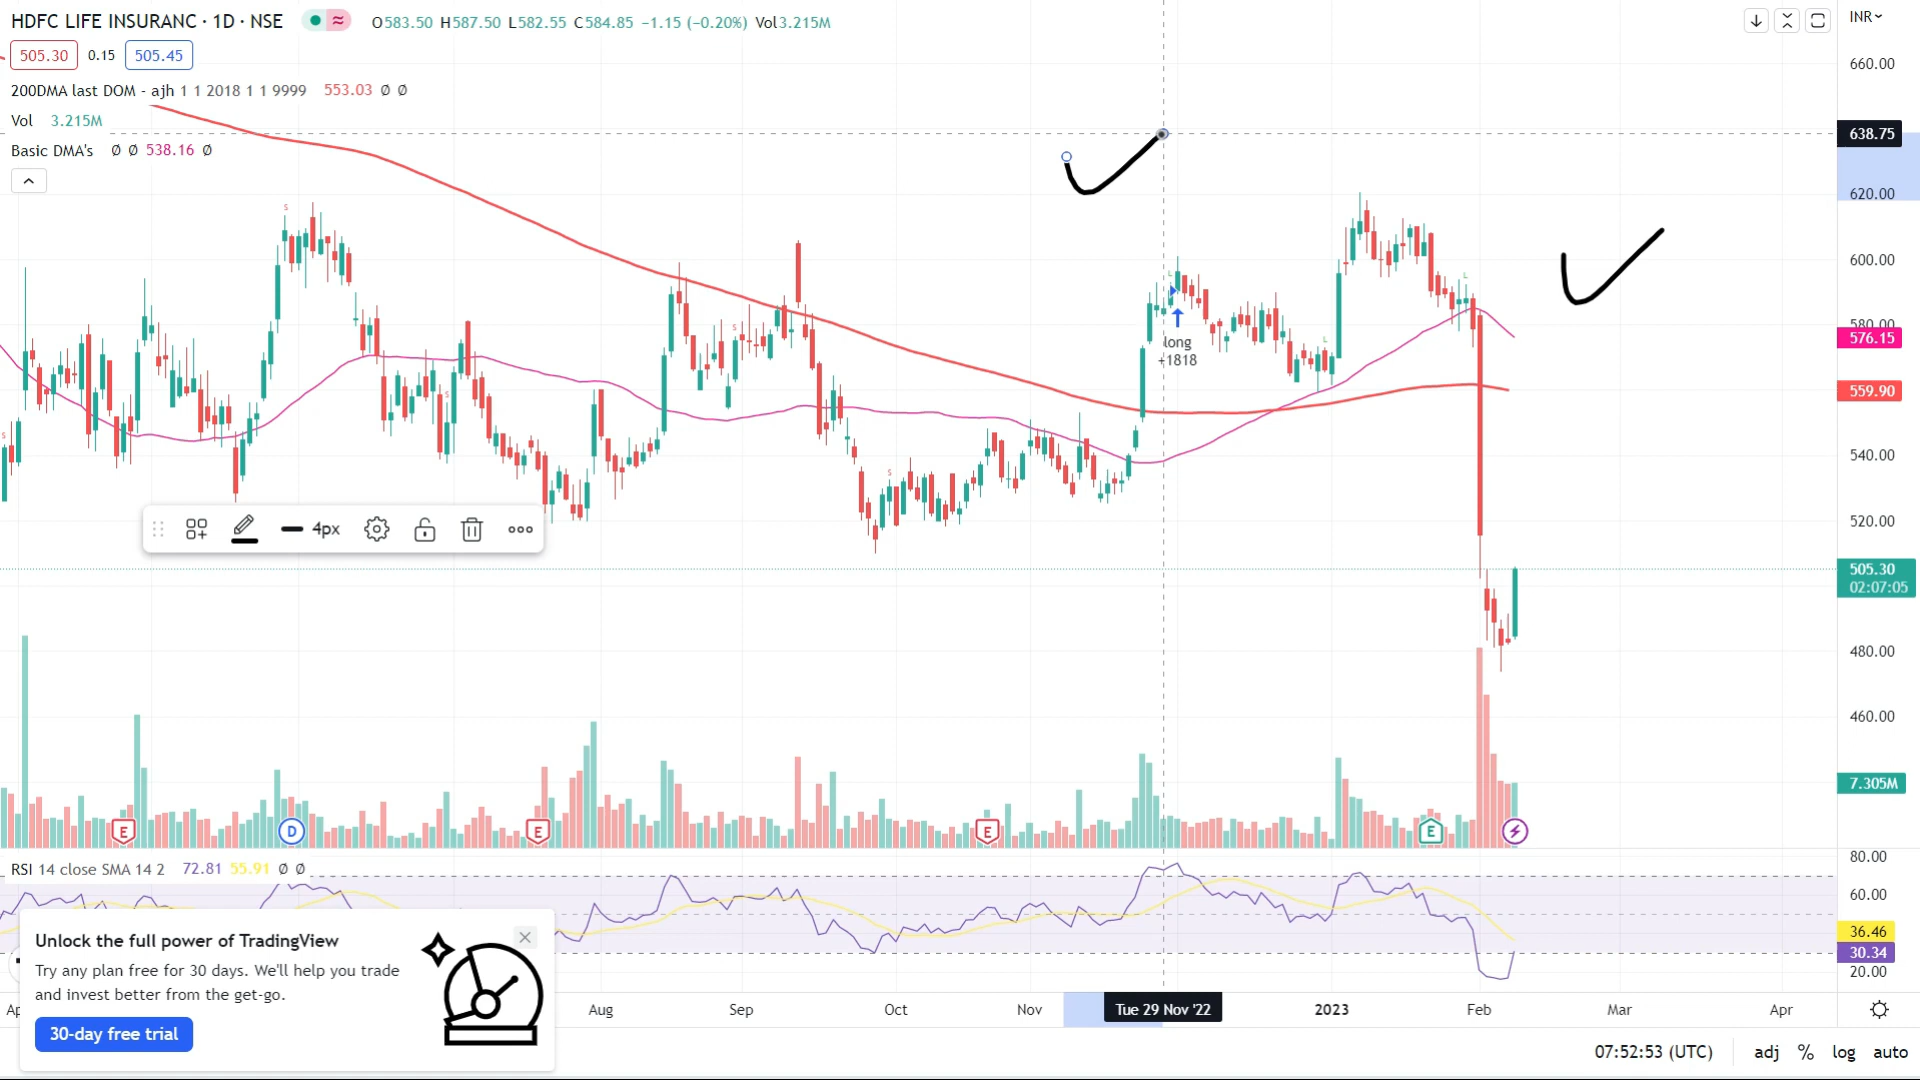 HDFC LIFE INSURANC · 1D · NSE
O583.50 H587.50 L582.55 C584.85 −1.15 (−0.20%) Vol3.215M
INR
505.30 0.15 505.45
200DMA last DOM - ajh 1 1 2018 1 1 9999 553.03 Ø Ø
Vol 3.215M
Basic DMA's Ø Ø 538.16 Ø
660.00
638.75
620.00
600.00
580.00
576.15
559.90
540.00
520.00
505.30
02:07:05
480.00
460.00
7.305M
S
S
S
S
S
L
L
L
long
+1818
4px
E
D
E
E
E
RSI 14 close SMA 14 2 72.81 55.91 Ø Ø
80.00
60.00
36.46
30.34
20.00
Unlock the full power of TradingView
Try any plan free for 30 days. We'll help you trade
and invest better from the get-go.
30-day free trial
Aug Sep Oct Nov Tue 29 Nov '22 2023 Feb Mar Apr
07:52:53 (UTC) adj % log auto